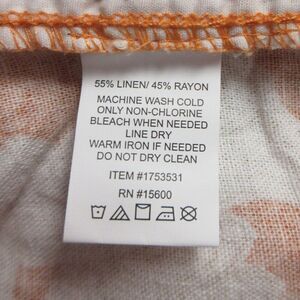 55% LINEN/ 45% RAYON
MACHINE WASH COLD
ONLY NON-CHLORINE
BLEACH WHEN NEEDED
LINE DRY
WARM IRON IF NEEDED
DO NOT DRY CLEAN
ITEM #1753531
RN #15600